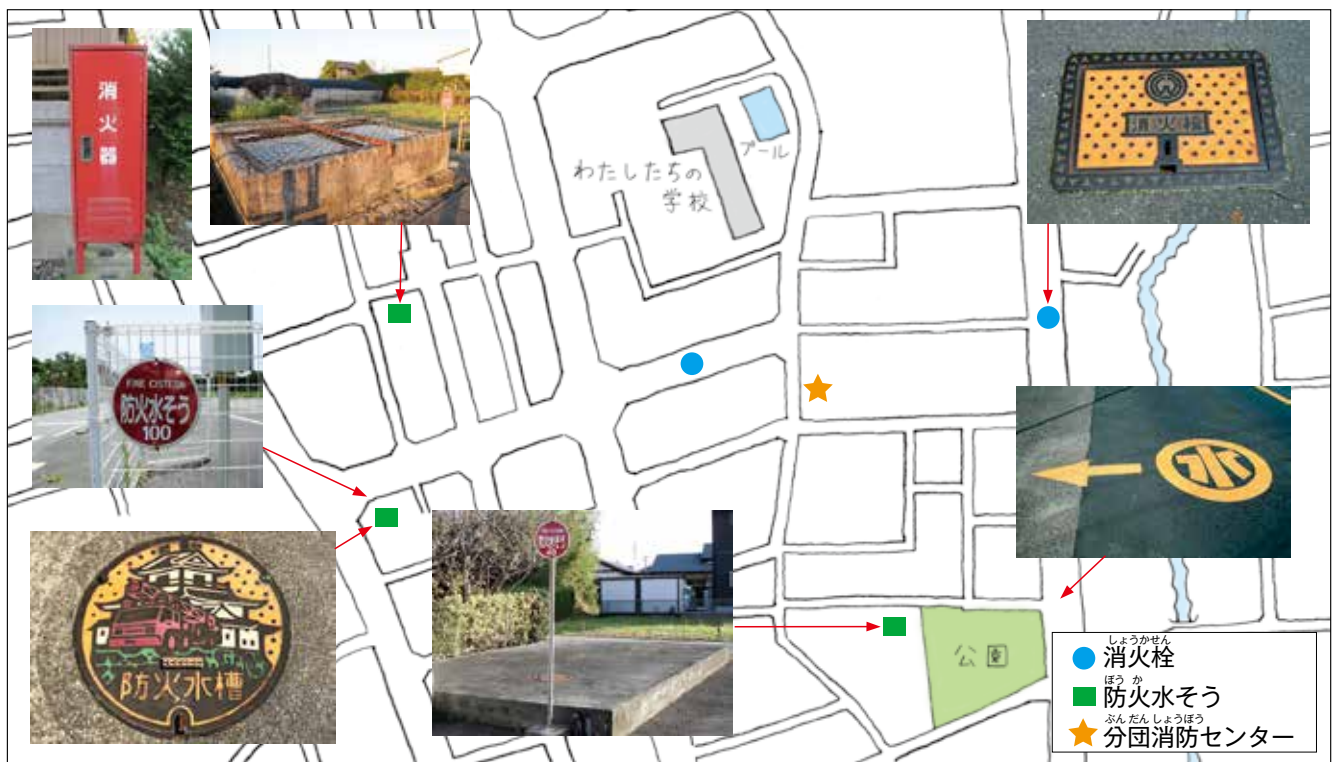 消
火
器
わたしたちの
学校
プール
消火栓
FIRE CISTERN
防火水そう
100
水
防火水槽
公園
しょうかせん
消火栓
ぼうか
防火水そう
ぶんだんしょうぼう
分団消防センター